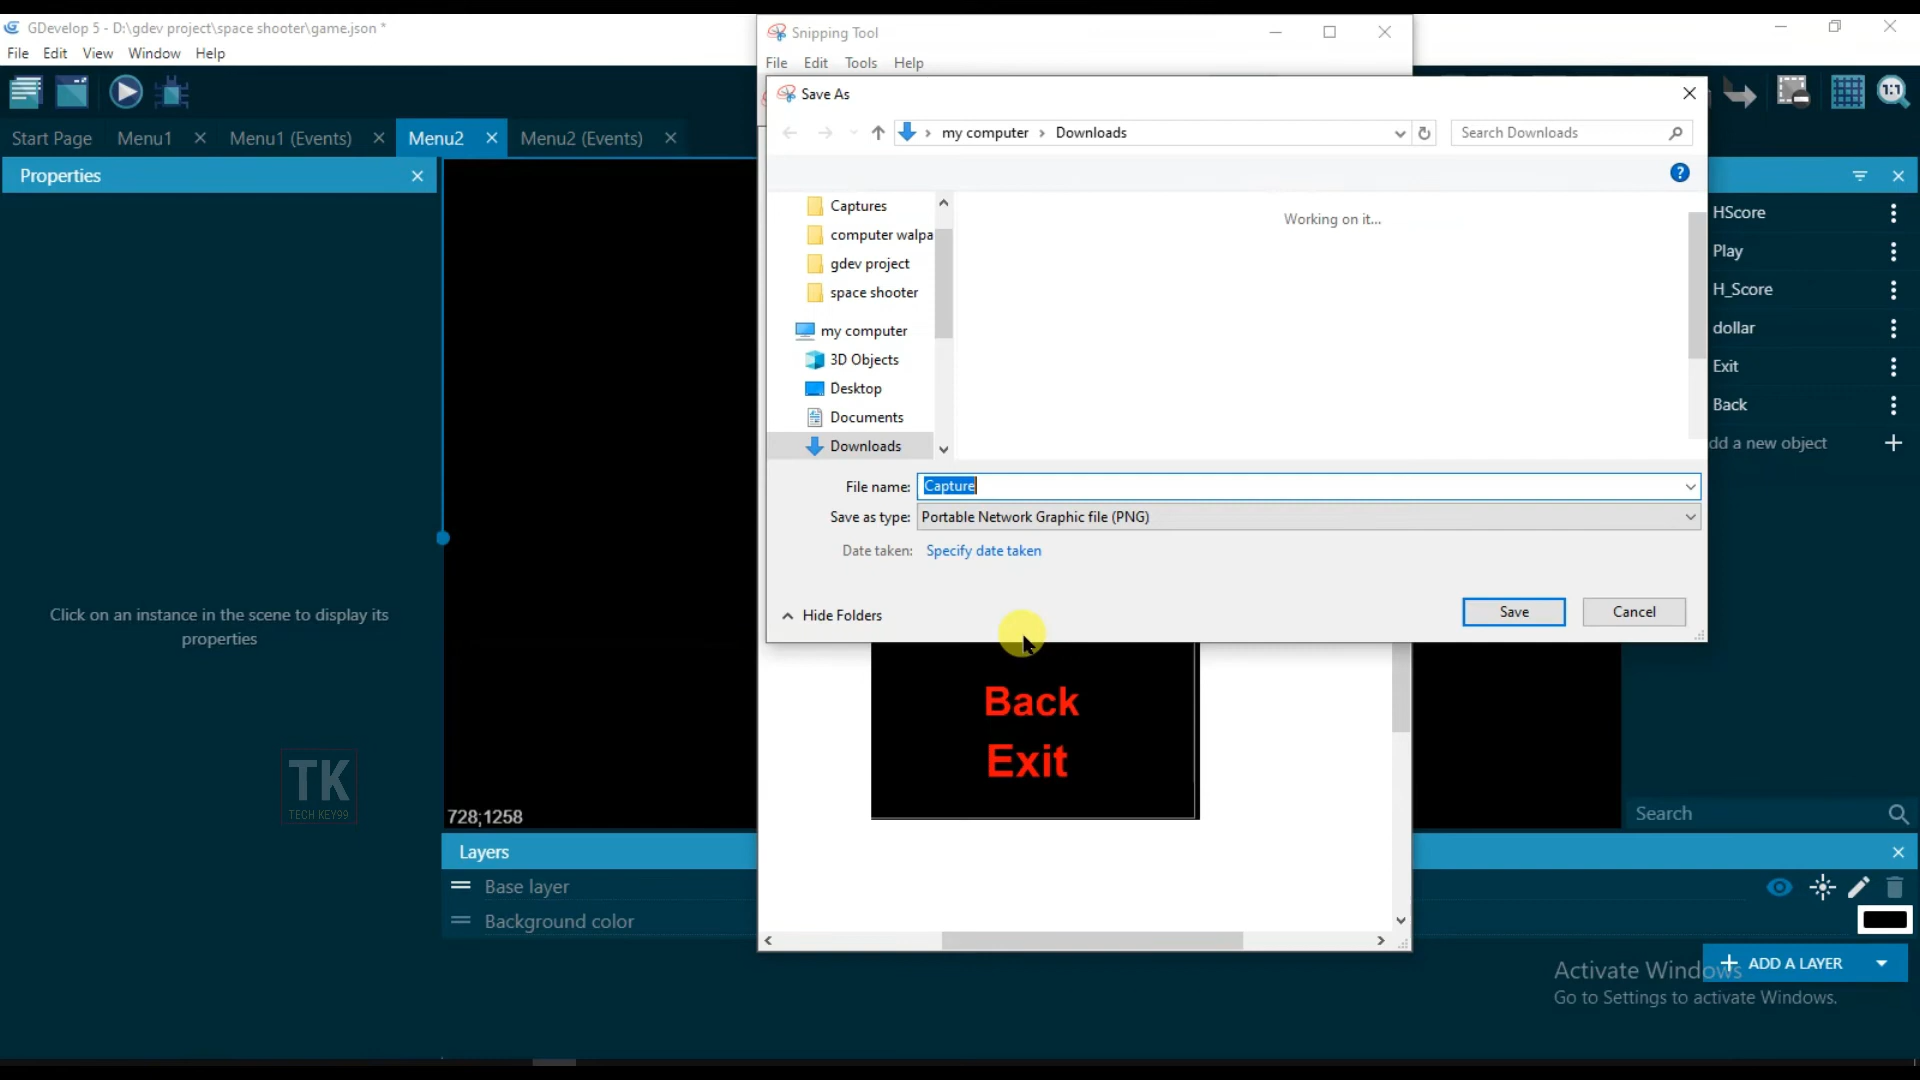 GDevelop 5 - D:\gdev project\space shooter\game.json *
File Edit View Window Help
Start Page Menu1 Menu1 (Events) Menu2 Menu2 (Events)
Properties
Click on an instance in the scene to display its
properties
TK
TECH KEY99
728;1258
Snipping Tool
File Edit Tools Help
Save As
my computer Downloads
Search Downloads
Captures
computer walpa
gdev project
space shooter
my computer
3D Objects
Desktop
Documents
Downloads
Working on it...
File name: Capture
Save as type: Portable Network Graphic file (PNG)
Date taken: Specify date taken
Hide Folders
Save
Cancel
Back
Exit
1:1
HScore
Play
H_Score
dollar
Exit
Back
dd a new object
Search
Layers
Base layer
Background color
ADD A LAYER
Activate Windows
Go to Settings to activate Windows.